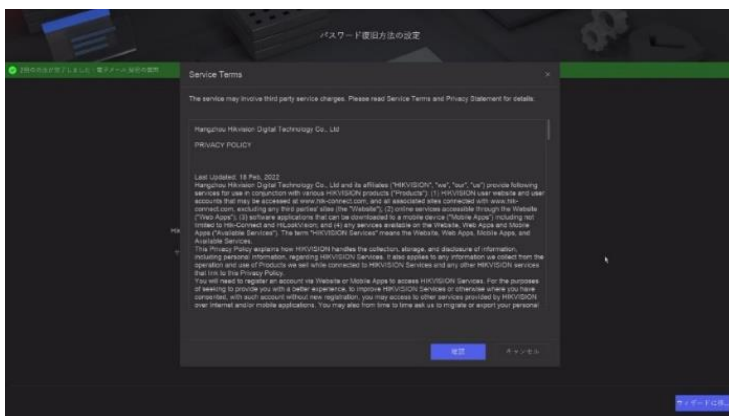 パスワード復旧方法の設定
Service Terms
The service may involve third party service charges. Please read Service Terms and Privacy Statement for details:
Hangzhou Hikvision Digital Technology Co., Ltd
PRIVACY POLICY
Last Updated: 18 Feb, 2022
Hangzhou Hikvision Digital Technology Co., Ltd and its affiliates ("HIKVISION", "we", "our", "us") provide following
services for use in conjunction with various HIKVISION products ("Products"): (1) HIKVISION user website and user
accounts that may be accessed at www.hik-connect.com, and all associated sites connected with www.hik-
connect.com, excluding any third parties' sites (the "Website"); (2) online services accessible through the Website
("Web Apps"); (3) software applications that can be downloaded to a mobile device ("Mobile Apps") including not
limited to Hik-Connect and HiLookVision; and (4) any services available on the Website, Web Apps and Mobile
Apps ("Available Services"). The term "HIKVISION Services" means the Website, Web Apps, Mobile Apps, and
Available Services.
This Privacy Policy explains how HIKVISION handles the collection, storage, and disclosure of information,
including personal information, regarding HIKVISION Services. It also applies to any information we collect from the
operation and use of Products we sell while connected to HIKVISION Services and any other HIKVISION services
that link to this Privacy Policy.
You will need to register an account via Website or Mobile Apps to access HIKVISION Services. For the purposes
of seeking to provide you with a better experience, to improve HIKVISION Services or otherwise where you have
consented, with such account without new registration, you may access to other services provided by HIKVISION
over Internet and/or mobile applications. You may also from time to time ask us to migrate or export your personal
確認
キャンセル